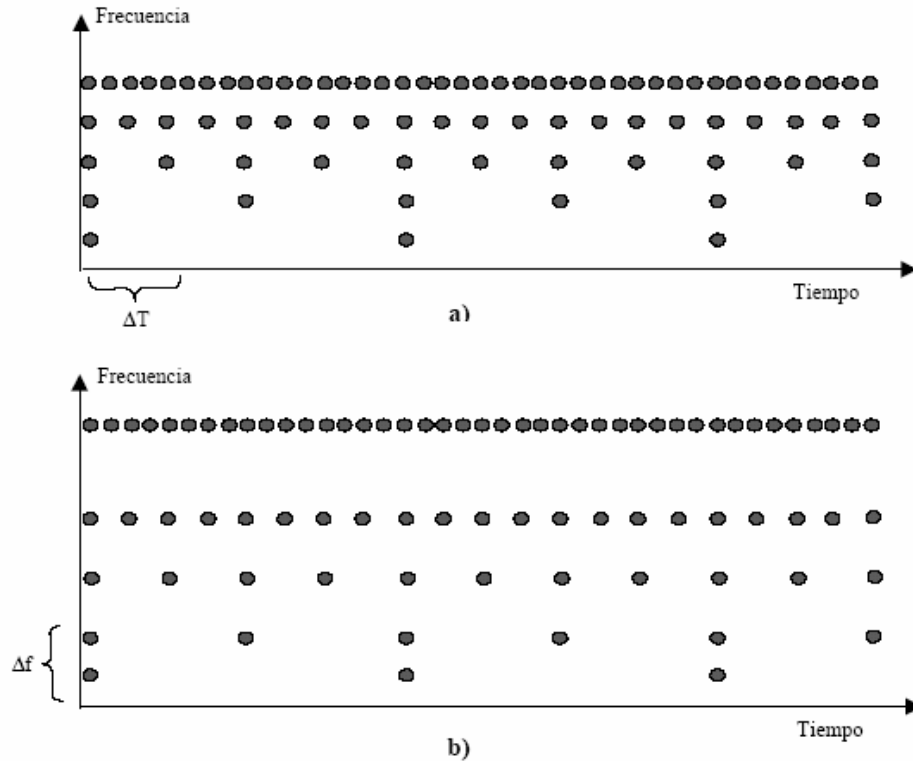 Frecuencia
Tiempo
ΔT
a)
Frecuencia
Δf
Tiempo
b)